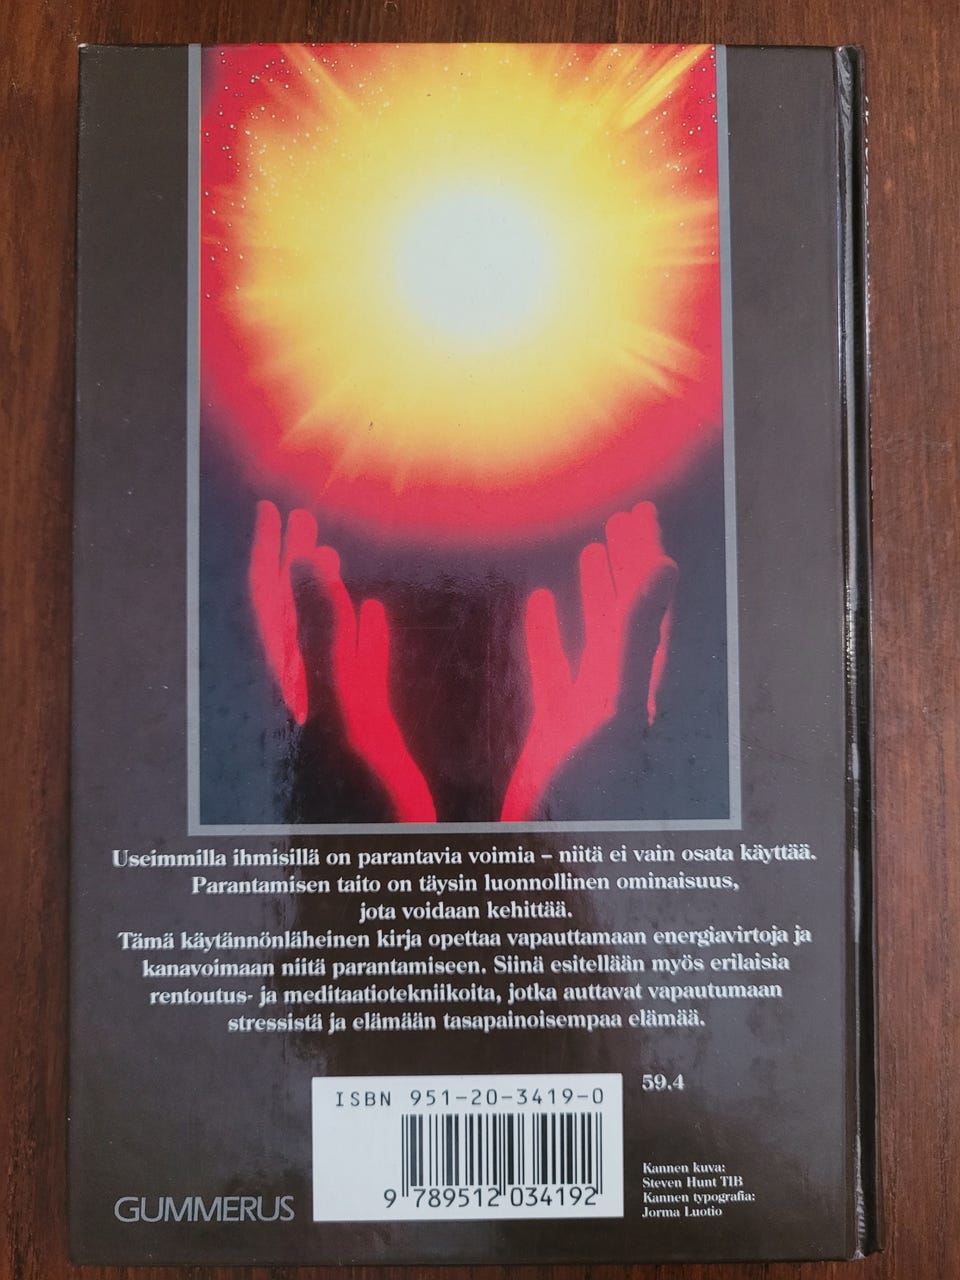 Useimmilla ihmisillä on parantavia voimia – niitä ei vain osata käyttää.
Parantamisen taito on täysin luonnollinen ominaisuus,
jota voidaan kehittää.
Tämä käytännönläheinen kirja opettaa vapauttamaan energiavirtoja ja
kanavoimaan niitä parantamiseen. Siinä esitellään myös erilaisia
rentoutus- ja meditaatiotekniikoita, jotka auttavat vapautumaan
stressistä ja elämään tasapainoisempaa elämää.
ISBN 951-20-3419-0
59.4
9 789512 034192
GUMMERUS
Kannen kuva:
Steven Hunt TIB
Kannen typografia:
Jorma Luotio